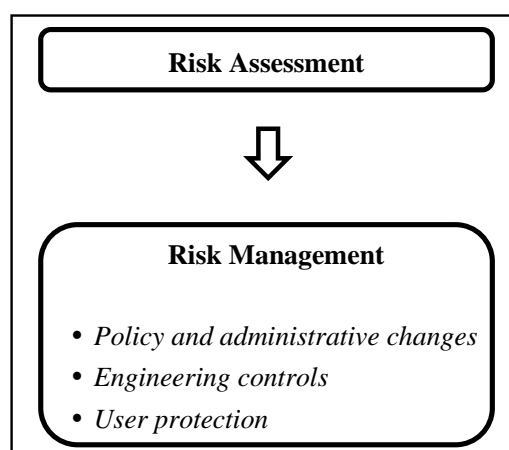 Risk Assessment
Risk Management
• Policy and administrative changes
• Engineering controls
• User protection